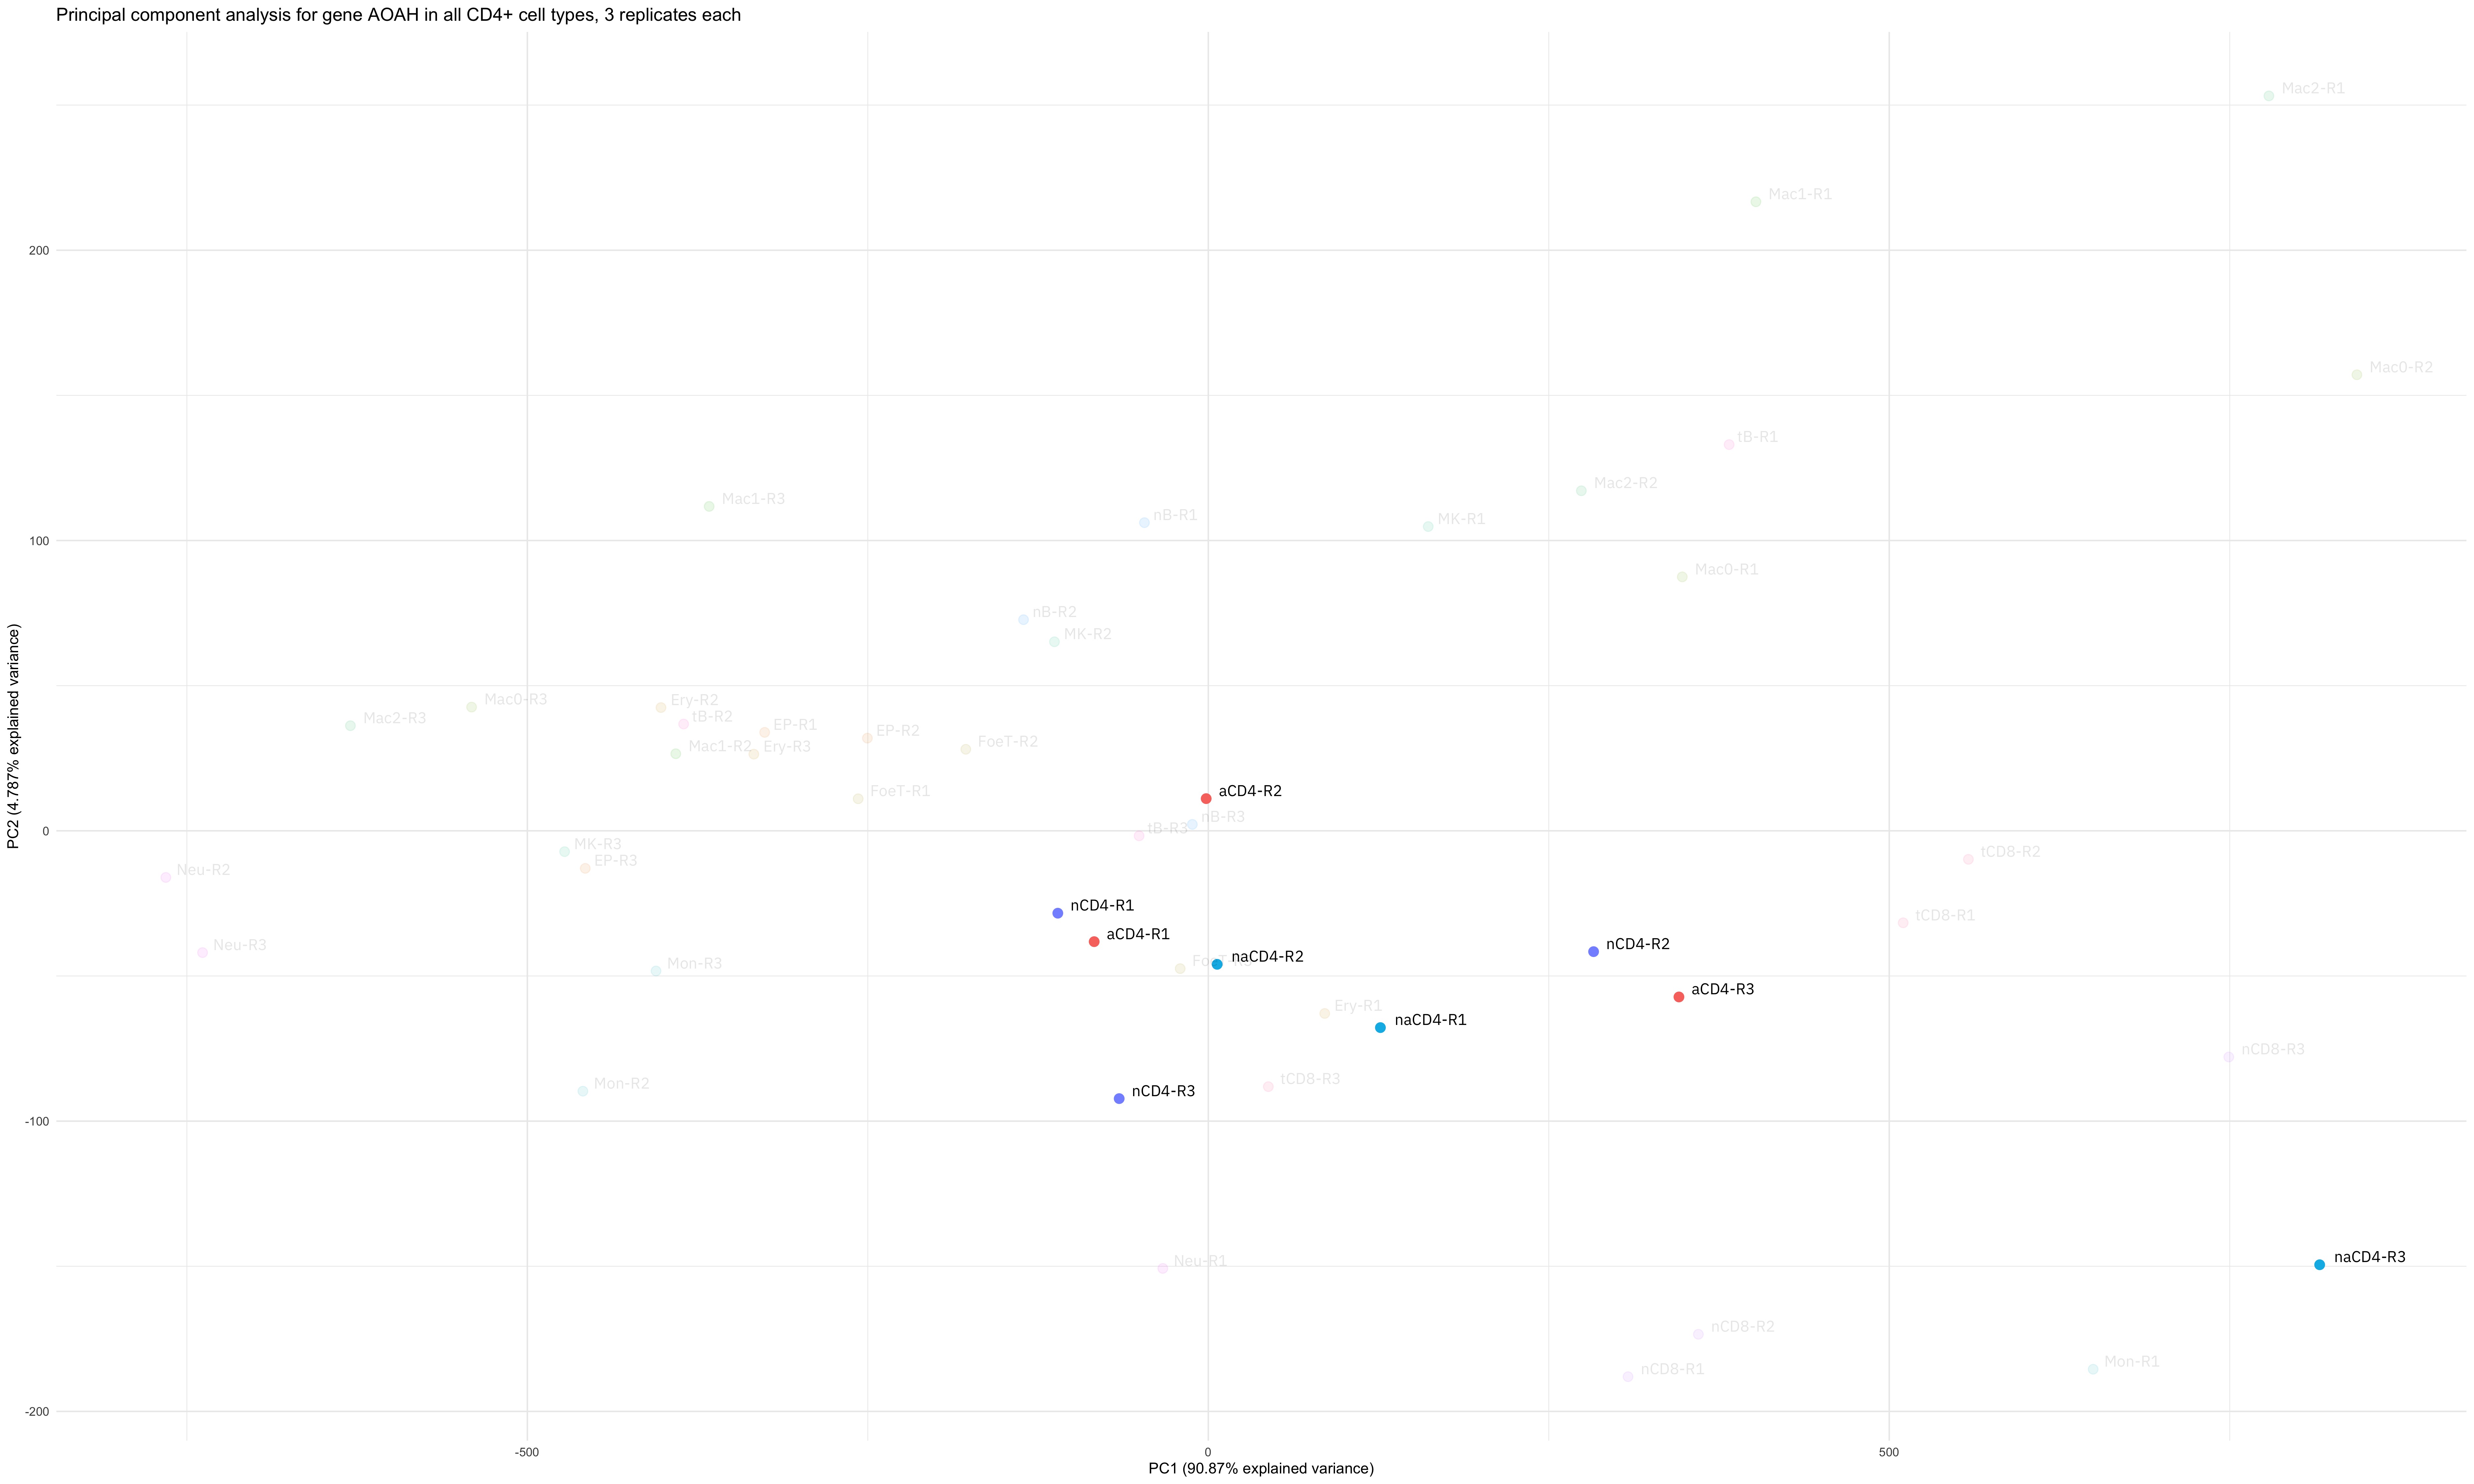 Principal component analysis for gene AOAH in all CD4+ cell types, 3 replicates each
Mac2-R1
Mac1-R1
200
Mac0-R2
tB-R1
Mac2-R2
Mac1-R3
nB-R1
MK-R1
100
Mac0-R1
nB-R2
MK-R2
Mac0-R3
Ery-R2
Mac2-R3
tB-R2
EP-R1
EP-R2
Mac1-R2
Ery-R3
FoeT-R2
FoeT-R1
aCD4-R2
nB-R3
tB-R3
0
MK-R3
EP-R3
tCD8-R2
Neu-R2
nCD4-R1
tCD8-R1
aCD4-R1
Neu-R3
nCD4-R2
naCD4-R2
Mon-R3
aCD4-R3
Ery-R1
naCD4-R1
nCD8-R3
tCD8-R3
Mon-R2
nCD4-R3
-100
Neu-R1
naCD4-R3
nCD8-R2
Mon-R1
nCD8-R1
-200
PC2 (4.787% explained variance)
-500
0
500
PC1 (90.87% explained variance)